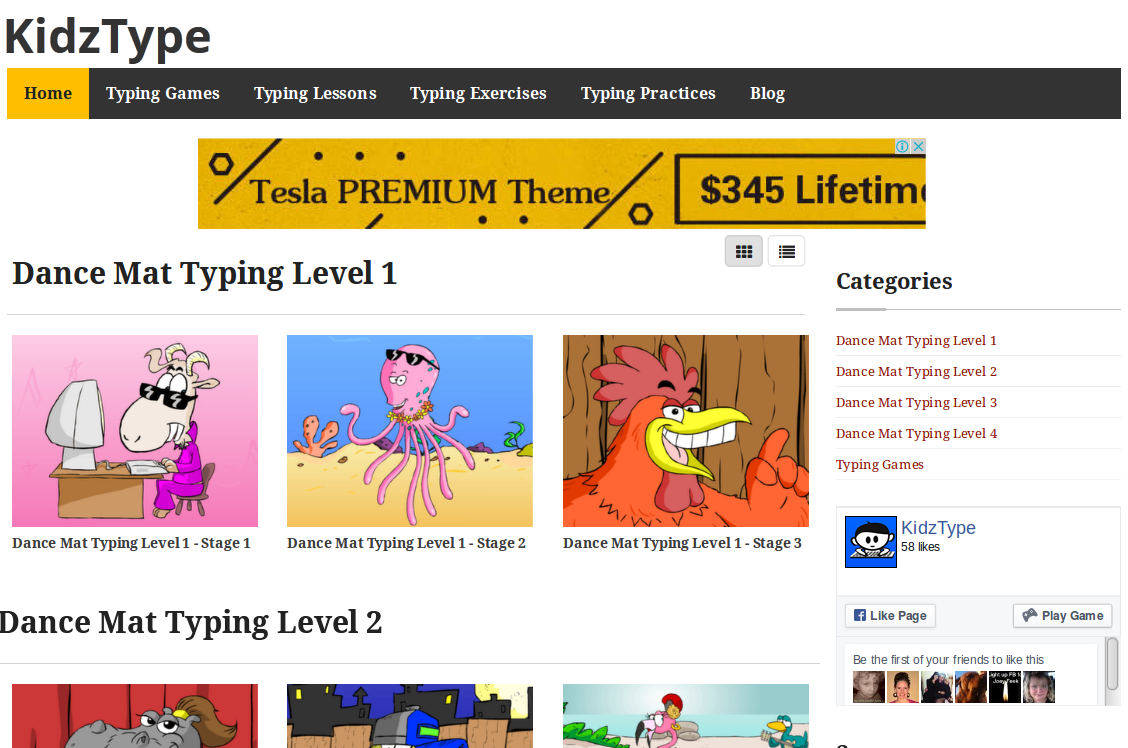 KidzType
Home Typing Games Typing Lessons Typing Exercises Typing Practices Blog
Tesla PREMIUM Theme
$345 Lifetime
Dance Mat Typing Level 1
Dance Mat Typing Level 1 - Stage 1
Dance Mat Typing Level 1 - Stage 2
Dance Mat Typing Level 1 - Stage 3
Dance Mat Typing Level 2
Categories
Dance Mat Typing Level 1
Dance Mat Typing Level 2
Dance Mat Typing Level 3
Dance Mat Typing Level 4
Typing Games
KidzType
58 likes
Like Page
Play Game
Be the first of your friends to like this